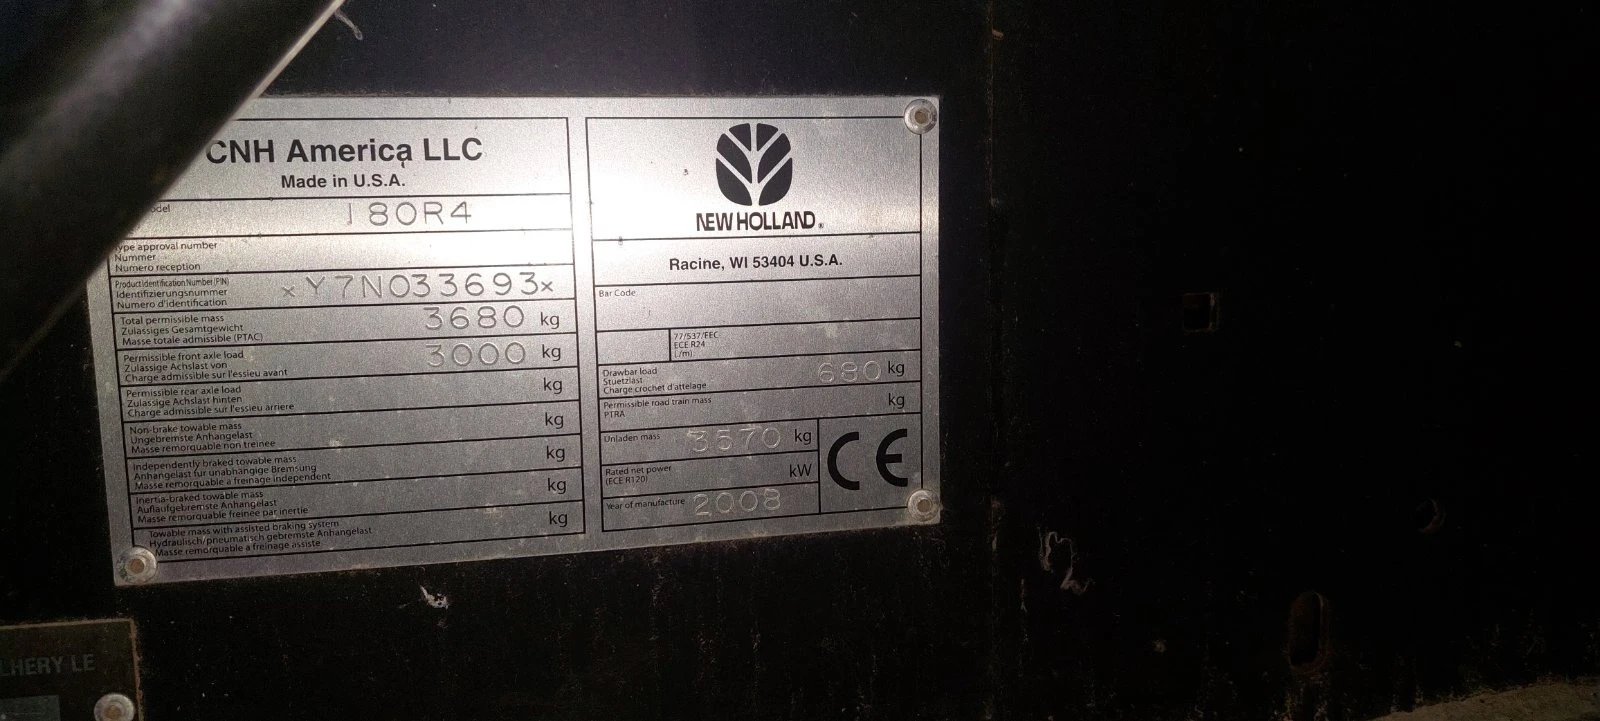 CNH America LLC
Made in U.S.A.
180R4
Type approval number
Nummer
Numero reception
Product identification Number (PIN)
Identifizierungsnummer
Numero d'identification
xY7N033693x
Total permissible mass
Zulassiges Gesamtgewicht
Masse totale admissible (PTAC)
3680 kg
Permissible front axle load
Zulassige Achslast von
Charge admissible sur l'essieu avant
3000 kg
Permissible rear axle load
Zulassige Achslast hinten
Charge admissible sur l'essieu arriere
kg
Non-brake towable mass
Ungebremste Anhangelast
Masse remorquable non treinee
kg
Independently braked towable mass
Anhangelast fur unabhangige Bremsung
Masse remorquable a freinage independent
kg
Inertia-braked towable mass
Auflaufgebremste Anhangelast
Masse remorquable freinee par inertie
kg
Towable mass with assisted braking system
Hydraulisch/pneumatisch gebremste Anhangelast
Masse remorquable a freinage assiste
kg
NEW HOLLAND®
Racine, WI 53404 U.S.A.
Bar Code
77/537/EEC
ECE R24
(/m)
Drawbar load
Stuetzlast
Charge crochet d'attelage
680 kg
Permissible road train mass
PTRA
kg
Unladen mass 3570 kg
Rated net power
(ECE R120)
kW
Year of manufacture 2008
CE
LHERY LE